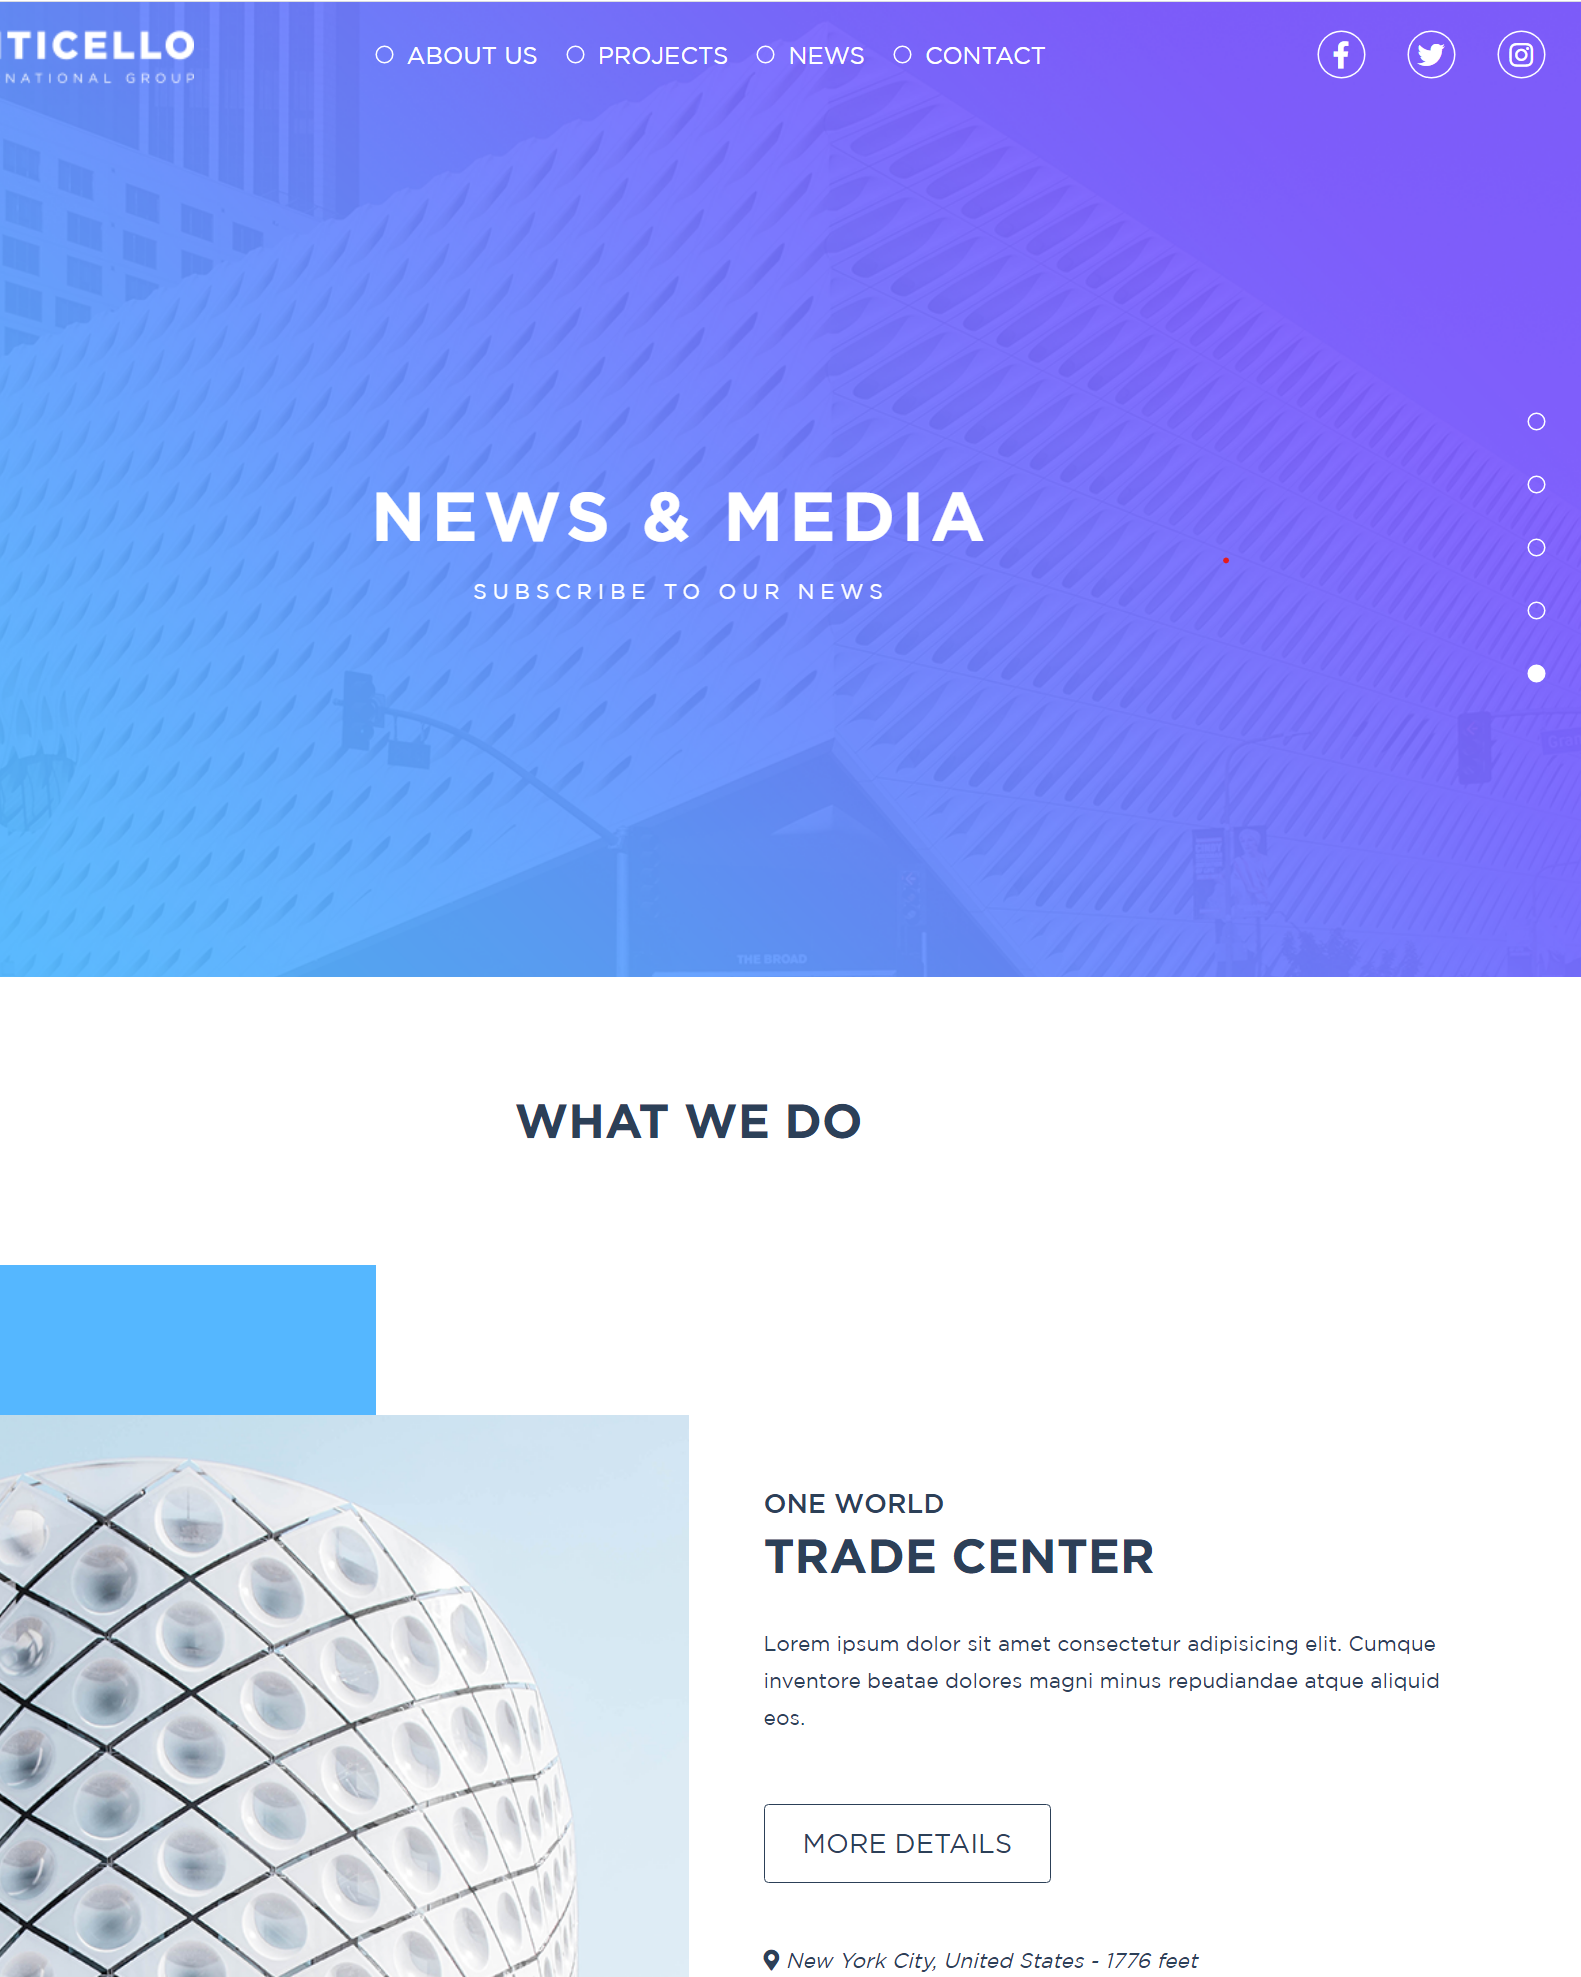 TICELLO
NATIONAL GROUP
ABOUT US
PROJECTS
NEWS
CONTACT
NEWS & MEDIA
SUBSCRIBE TO OUR NEWS
THE BROAD
WHAT WE DO
ONE WORLD
TRADE CENTER
Lorem ipsum dolor sit amet consectetur adipisicing elit. Cumque
inventore beatae dolores magni minus repudiandae atque aliquid
eos.
MORE DETAILS
New York City, United States - 1776 feet